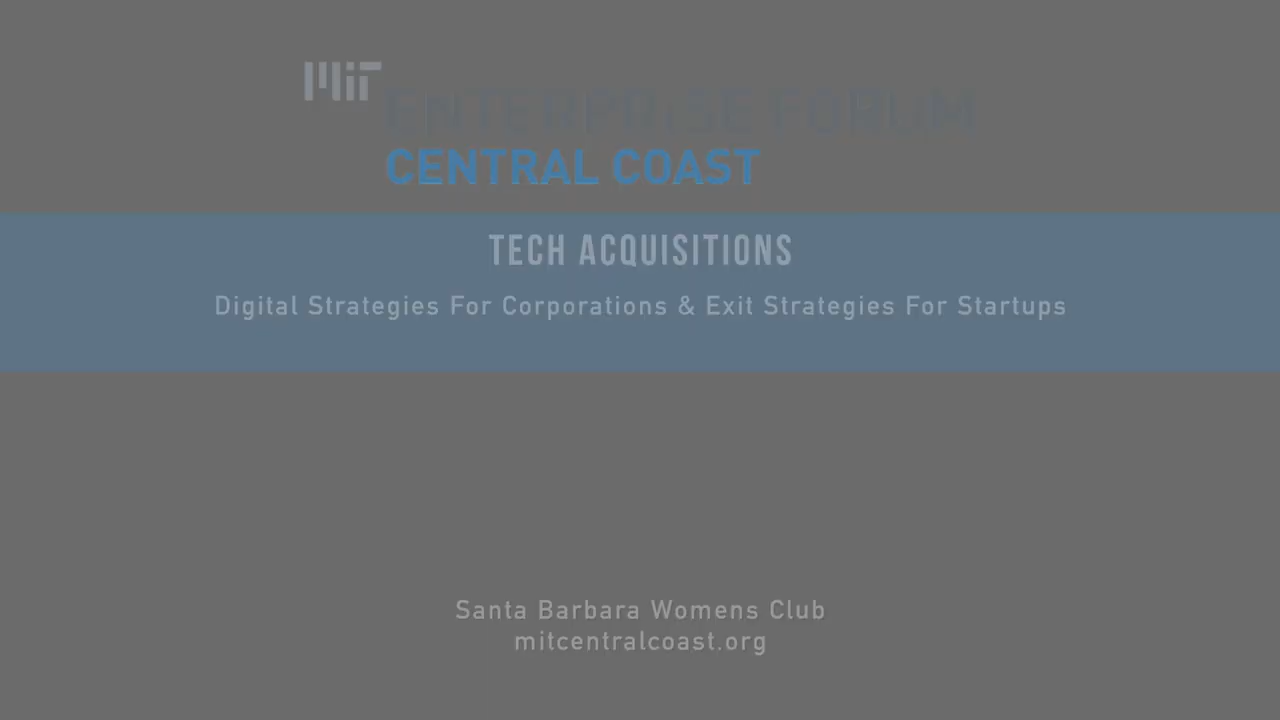 MIT
ENTERPRISE FORUM
CENTRAL COAST
TECH ACQUISITIONS
Digital Strategies For Corporations & Exit Strategies For Startups
Santa Barbara Womens Club
mitcentralcoast.org